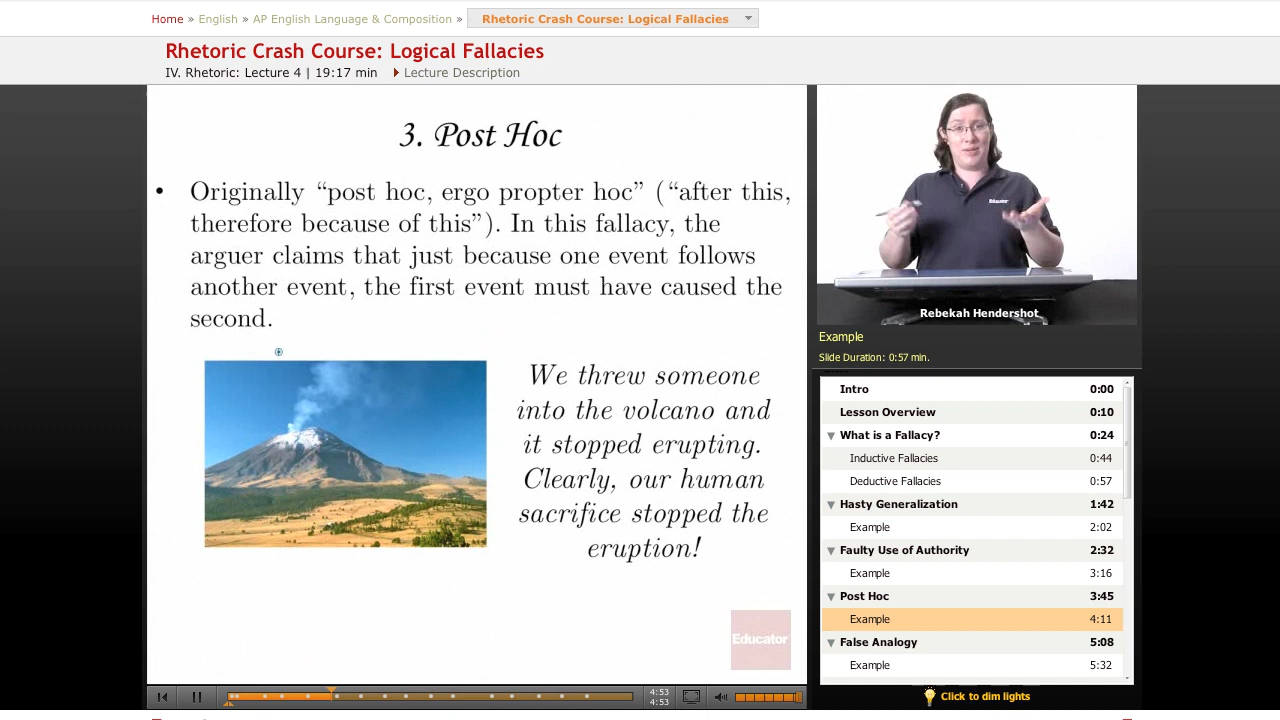 Home » English » AP English Language & Composition » Rhetoric Crash Course: Logical Fallacies
Rhetoric Crash Course: Logical Fallacies
IV. Rhetoric: Lecture 4 | 19:17 min Lecture Description
3. Post Hoc
• Originally “post hoc, ergo propter hoc” (“after this,
therefore because of this”). In this fallacy, the
arguer claims that just because one event follows
another event, the first event must have caused the
second.
We threw someone
into the volcano and
it stopped erupting.
Clearly, our human
sacrifice stopped the
eruption!
Educator
4:53
4:53
Educator
Rebekah Hendershot
Example
Slide Duration: 0:57 min.
Intro 0:00
Lesson Overview 0:10
What is a Fallacy? 0:24
Inductive Fallacies 0:44
Deductive Fallacies 0:57
Hasty Generalization 1:42
Example 2:02
Faulty Use of Authority 2:32
Example 3:16
Post Hoc 3:45
Example 4:11
False Analogy 5:08
Example 5:32
Click to dim lights